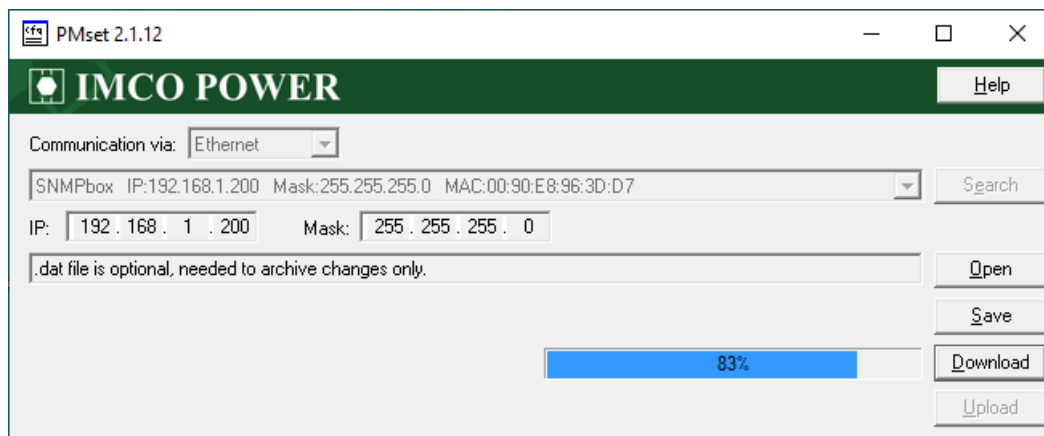 PMset 2.1.12
IMCO POWER
Help
Communication via: Ethernet
SNMPbox IP:192.168.1.200 Mask:255.255.255.0 MAC:00:90:E8:96:3D:D7
Search
IP: 192 . 168 . 1 . 200 Mask: 255 . 255 . 255 . 0
.dat file is optional, needed to archive changes only.
Open
Save
83%
Download
Upload